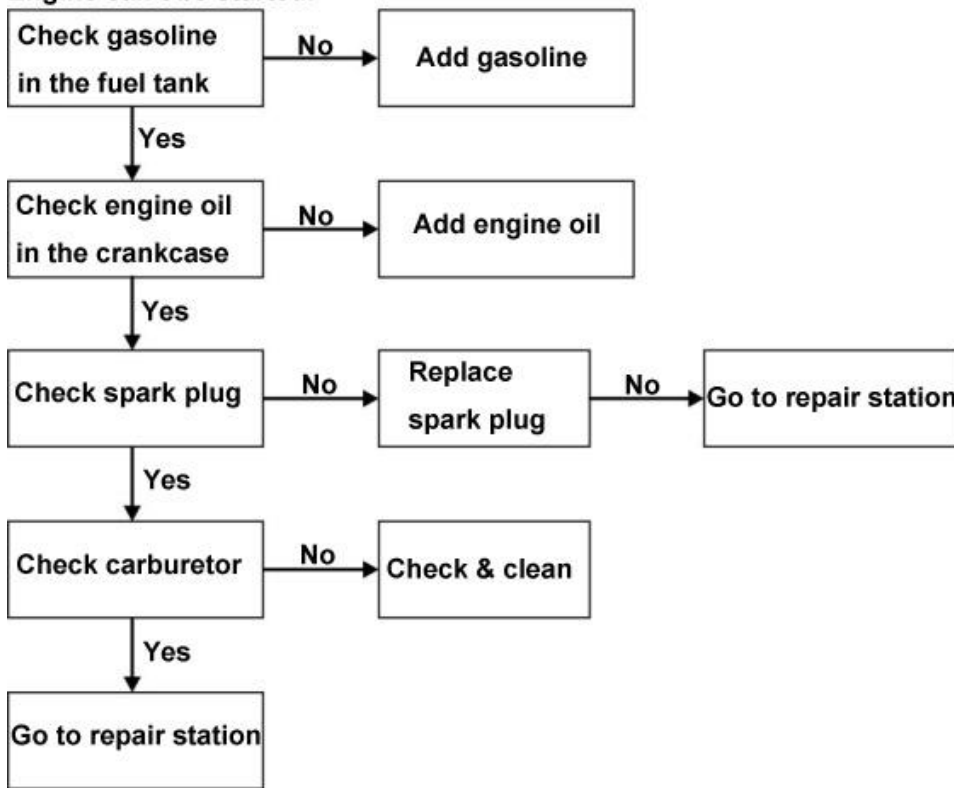 Check gasoline
in the fuel tank
No
Add gasoline
Yes
Check engine oil
in the crankcase
No
Add engine oil
Yes
Check spark plug
No
Replace
spark plug
No
Go to repair station
Yes
Check carburetor
No
Check & clean
Yes
Go to repair station